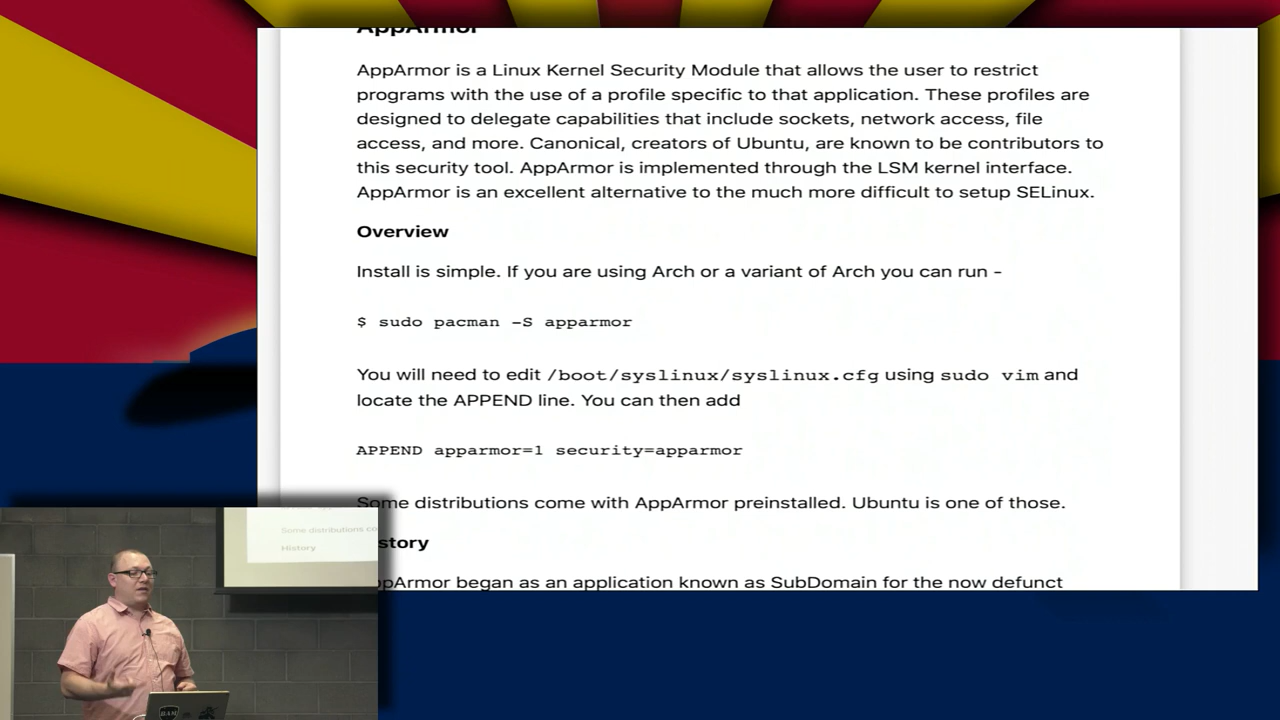 AppArmor
AppArmor is a Linux Kernel Security Module that allows the user to restrict
programs with the use of a profile specific to that application. These profiles are
designed to delegate capabilities that include sockets, network access, file
access, and more. Canonical, creators of Ubuntu, are known to be contributors to
this security tool. AppArmor is implemented through the LSM kernel interface.
AppArmor is an excellent alternative to the much more difficult to setup SELinux.
Overview
Install is simple. If you are using Arch or a variant of Arch you can run -
$ sudo pacman -S apparmor
You will need to edit /boot/syslinux/syslinux.cfg using sudo vim and
locate the APPEND line. You can then add
APPEND apparmor=1 security=apparmor
Some distributions come with AppArmor preinstalled. Ubuntu is one of those.
story
AppArmor began as an application known as SubDomain for the now defunct
Some distributions co
History